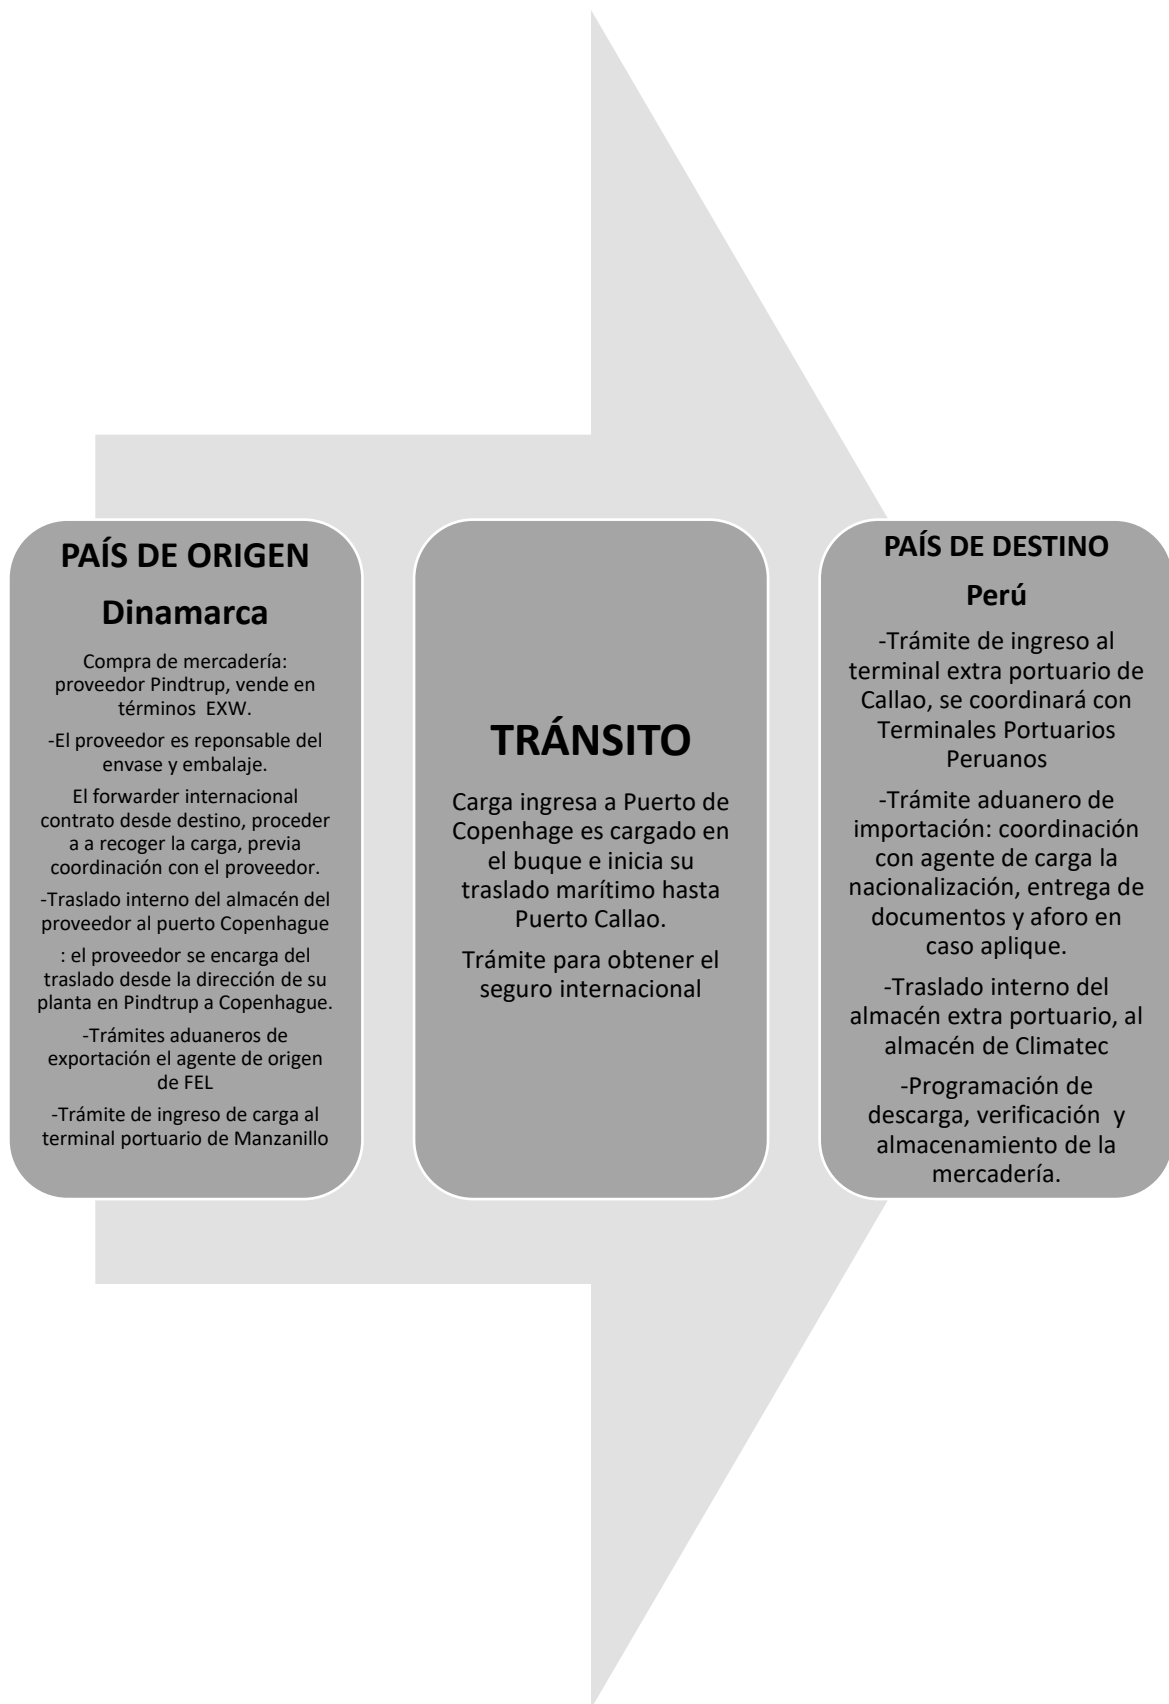 PAÍS DE ORIGEN
Dinamarca
Compra de mercadería:
proveedor Pindtrup, vende en
términos EXW.
-El proveedor es reponsable del
envase y embalaje.
El forwarder internacional
contrato desde destino, proceder
a a recoger la carga, previa
coordinación con el proveedor.
-Traslado interno del almacén del
proveedor al puerto Copenhague
: el proveedor se encarga del
traslado desde la dirección de su
planta en Pindtrup a Copenhague.
-Trámites aduaneros de
exportación el agente de origen
de FEL
-Trámite de ingreso de carga al
terminal portuario de Manzanillo
TRÁNSITO
Carga ingresa a Puerto de
Copenhage es cargado en
el buque e inicia su
traslado marítimo hasta
Puerto Callao.
Trámite para obtener el
seguro internacional
PAÍS DE DESTINO
Perú
-Trámite de ingreso al
terminal extra portuario de
Callao, se coordinará con
Terminales Portuarios
Peruanos
-Trámite aduanero de
importación: coordinación
con agente de carga la
nacionalización, entrega de
documentos y aforo en
caso aplique.
-Traslado interno del
almacén extra portuario, al
almacén de Climatec
-Programación de
descarga, verificación y
almacenamiento de la
mercadería.